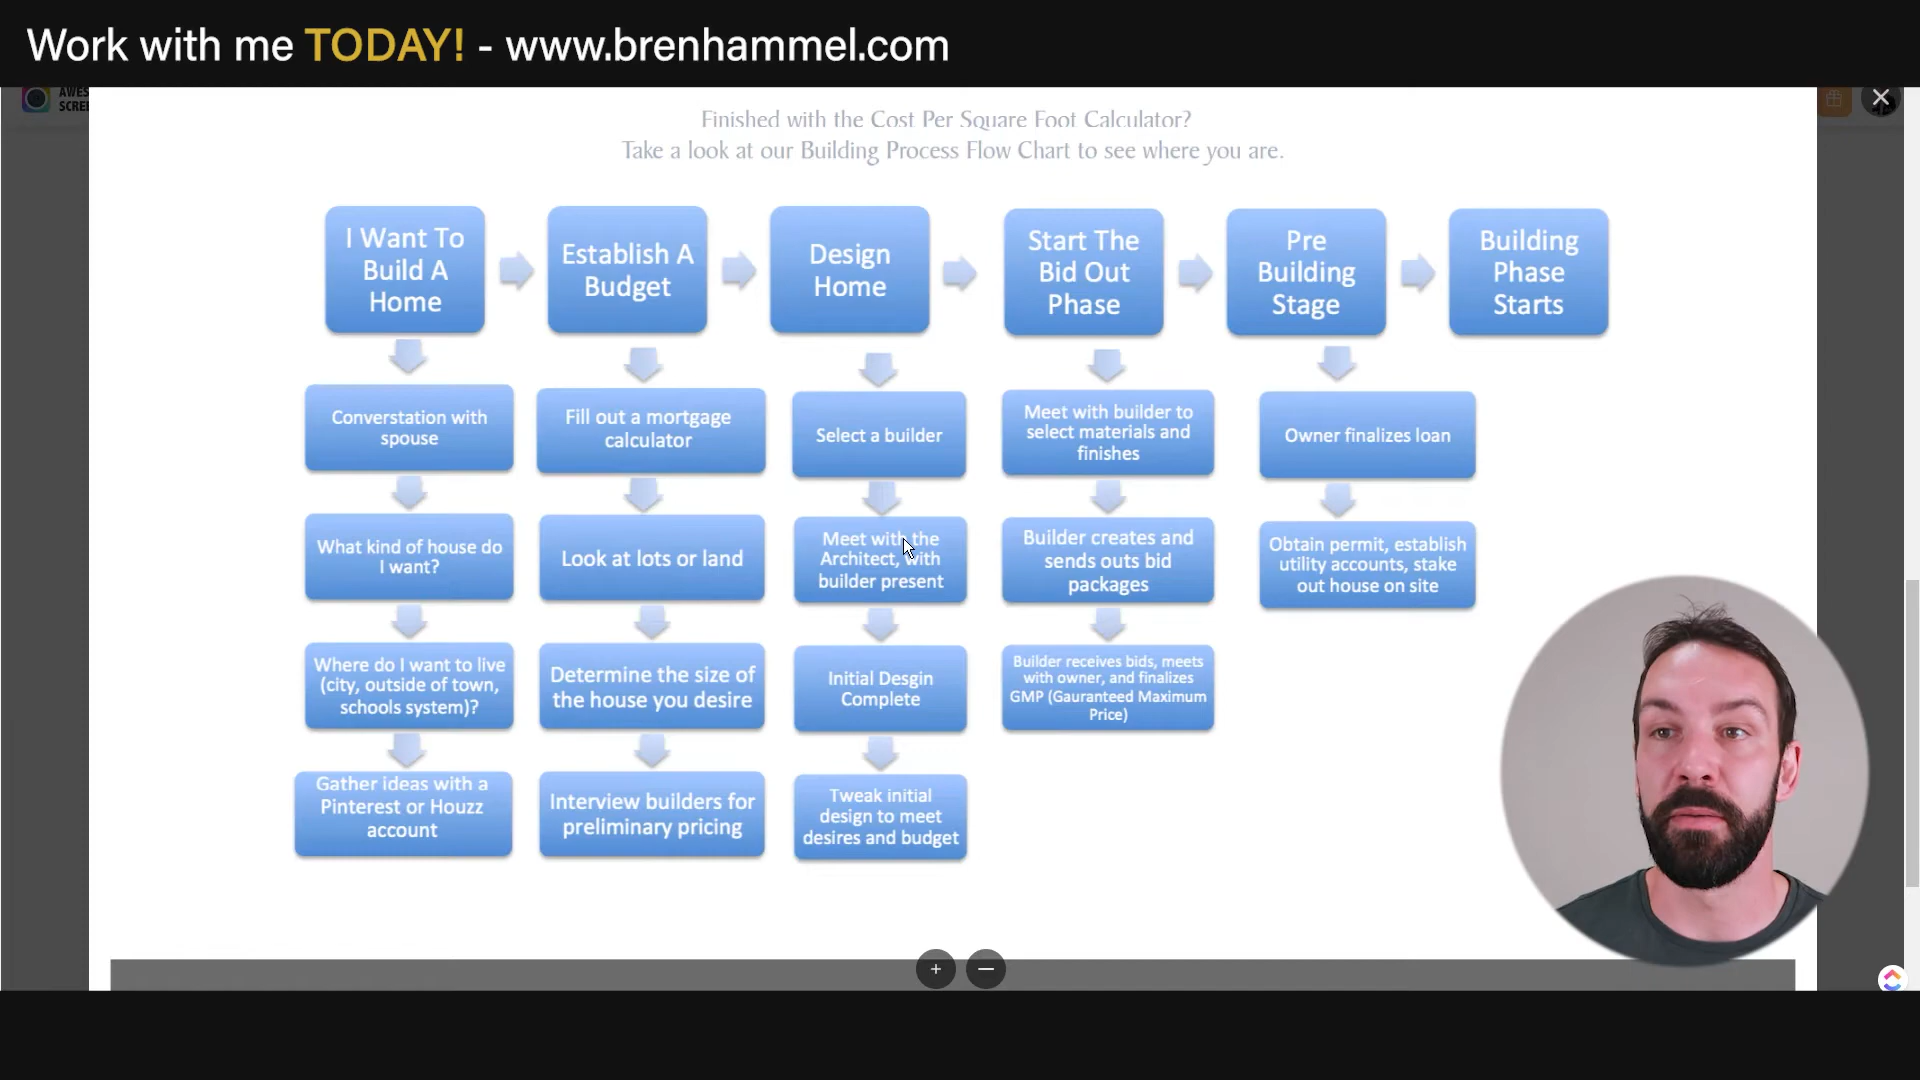 Work with me TODAY! - www.brenhammel.com
AWES
SCREE
Finished with the Cost Per Square Foot Calculator?
Take a look at our Building Process Flow Chart to see where you are.
I Want To
Build A
Home
Establish A
Budget
Design
Home
Start The
Bid Out
Phase
Pre
Building
Stage
Building
Phase
Starts
Converstation with
spouse
What kind of house do
I want?
Where do I want to live
(city, outside of town,
schools system)?
Gather ideas with a
Pinterest or Houzz
account
Fill out a mortgage
calculator
Look at lots or land
Determine the size of
the house you desire
Interview builders for
preliminary pricing
Select a builder
Meet with the
Architect, with
builder present
Initial Desgin
Complete
Tweak initial
design to meet
desires and budget
Meet with builder to
select materials and
finishes
Builder creates and
sends outs bid
packages
Builder receives bids, meets
with owner, and finalizes
GMP (Gauranteed Maximum
Price)
Owner finalizes loan
Obtain permit, establish
utility accounts, stake
out house on site